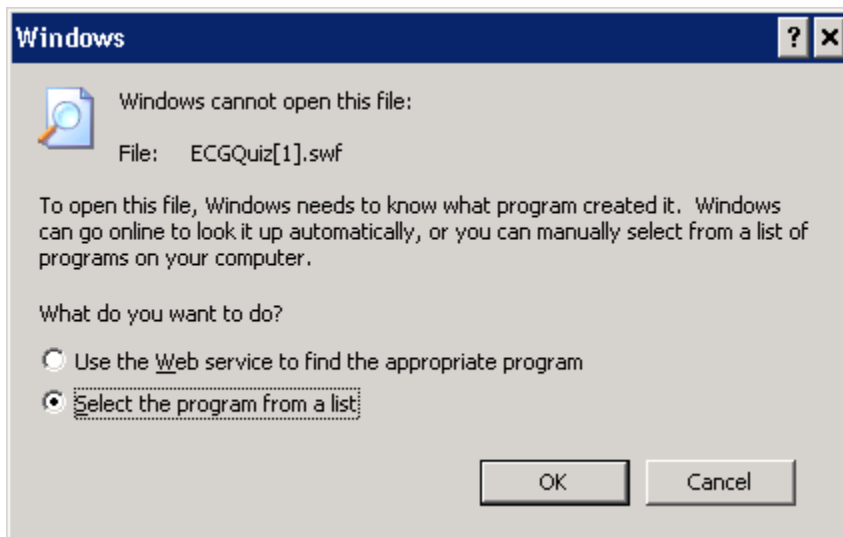 Windows
Windows cannot open this file:
File: ECGQuiz[1].swf
To open this file, Windows needs to know what program created it. Windows
can go online to look it up automatically, or you can manually select from a list of
programs on your computer.
What do you want to do?
Use the Web service to find the appropriate program
Select the program from a list
OK Cancel